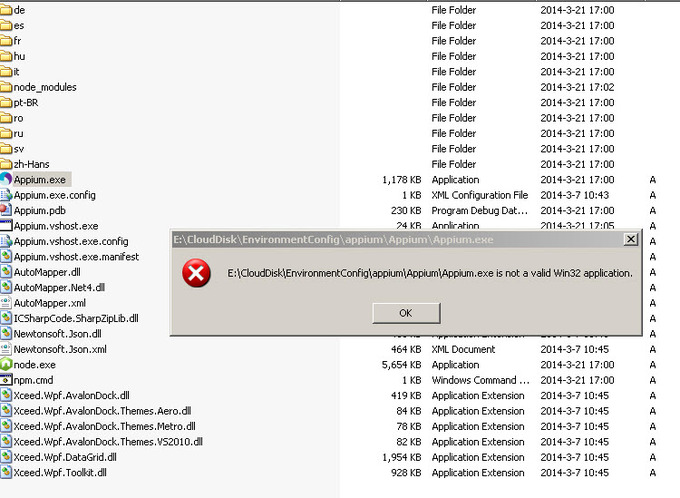 de File Folder 2014-3-21 17:00
es File Folder 2014-3-21 17:00
fr File Folder 2014-3-21 17:00
hu File Folder 2014-3-21 17:00
it File Folder 2014-3-21 17:00
node_modules File Folder 2014-3-21 17:02
pt-BR File Folder 2014-3-21 17:00
ro File Folder 2014-3-21 17:00
ru File Folder 2014-3-21 17:00
sv File Folder 2014-3-21 17:00
zh-Hans File Folder 2014-3-21 17:00
Appium.exe 1,178 KB Application 2014-3-21 17:00 A
Appium.exe.config 1 KB XML Configuration File 2014-3-7 10:43 A
Appium.pdb 230 KB Program Debug Dat... 2014-3-21 17:00 A
Appium.vshost.exe 24 KB Application 2014-3-21 17:05 A
Appium.vshost.exe.config A
E:\CloudDisk\EnvironmentConfig\appium\Appium\Appium.exe
Appium.vshost.exe.manifest A
AutoMapper.dll A
E:\CloudDisk\EnvironmentConfig\appium\Appium\Appium.exe is not a valid Win32 application.
AutoMapper.Net4.dll A
AutoMapper.xml A
OK
ICSharpCode.SharpZipLib.dll A
Newtonsoft.Json.dll Application Extension A
Newtonsoft.Json.xml 464 KB XML Document 2014-3-7 10:45 A
node.exe 5,654 KB Application 2014-3-21 17:00 A
npm.cmd 1 KB Windows Command ... 2014-3-21 17:00 A
Xceed.Wpf.AvalonDock.dll 419 KB Application Extension 2014-3-7 10:45 A
Xceed.Wpf.AvalonDock.Themes.Aero.dll 84 KB Application Extension 2014-3-7 10:45 A
Xceed.Wpf.AvalonDock.Themes.Metro.dll 78 KB Application Extension 2014-3-7 10:45 A
Xceed.Wpf.AvalonDock.Themes.VS2010.dll 82 KB Application Extension 2014-3-7 10:45 A
Xceed.Wpf.DataGrid.dll 1,954 KB Application Extension 2014-3-7 10:45 A
Xceed.Wpf.Toolkit.dll 928 KB Application Extension 2014-3-7 10:45 A